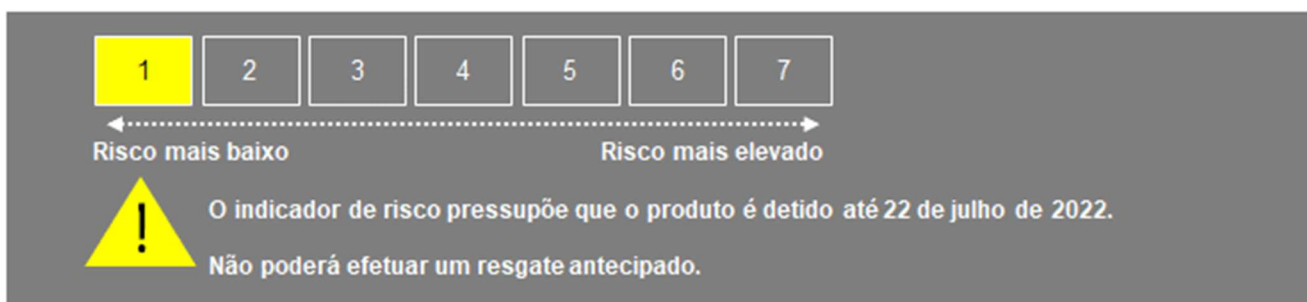 1 2 3 4 5 6 7
Risco mais baixo Risco mais elevado
! O indicador de risco pressupõe que o produto é detido até 22 de julho de 2022.
Não poderá efetuar um resgate antecipado.